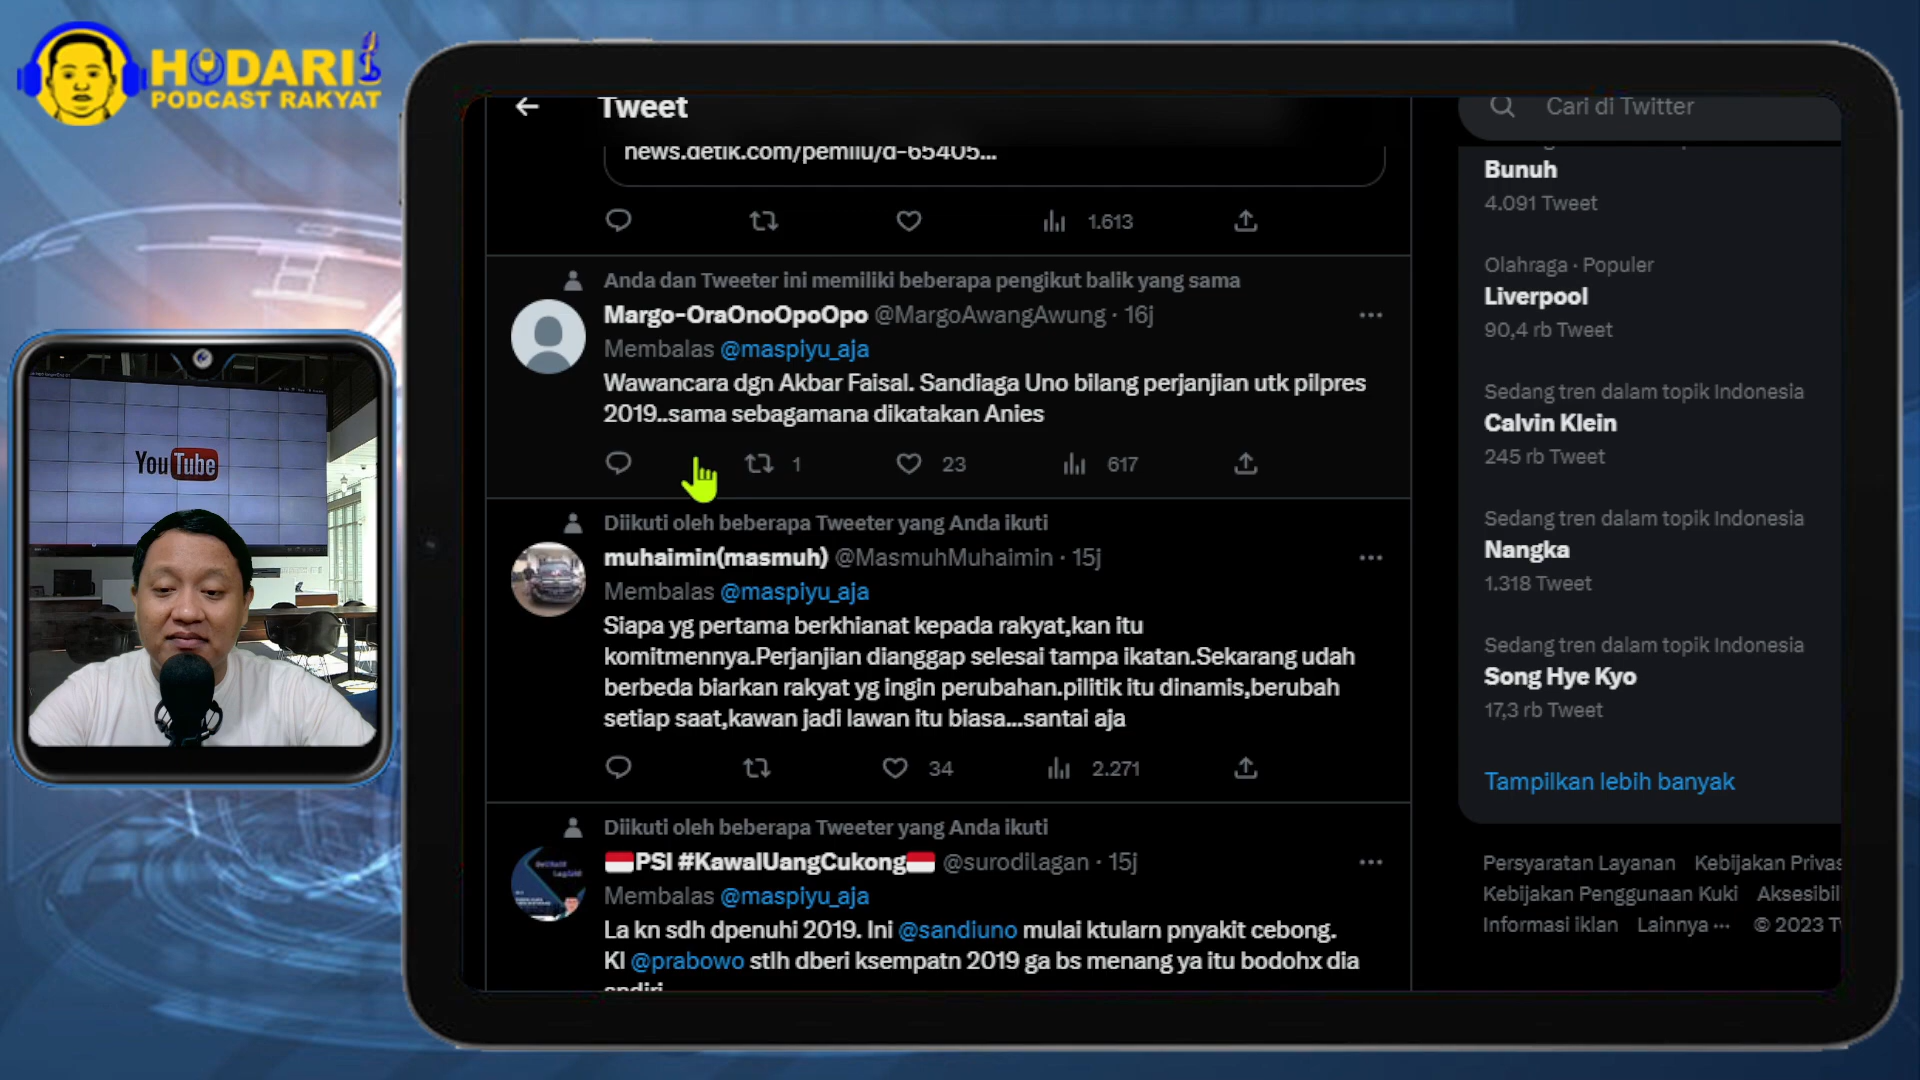 HODARI
PODCAST RAKYAT
YouTube
Tweet
news.detik.com/pemilu/d-65405...
1.613
Anda dan Tweeter ini memiliki beberapa pengikut balik yang sama
Margo-OraOnoOpoOpo @MargoAwangAwung · 16j
Membalas @maspiyu_aja
Wawancara dgn Akbar Faisal. Sandiaga Uno bilang perjanjian utk pilpres
2019..sama sebagamana dikatakan Anies
1 23 617
Diikuti oleh beberapa Tweeter yang Anda ikuti
muhaimin(masmuh) @MasmuhMuhaimin · 15j
Membalas @maspiyu_aja
Siapa yg pertama berkhianat kepada rakyat,kan itu
komitmennya.Perjanjian dianggap selesai tampa ikatan.Sekarang udah
berbeda biarkan rakyat yg ingin perubahan.pilitik itu dinamis,berubah
setiap saat,kawan jadi lawan itu biasa...santai aja
34 2.271
Diikuti oleh beberapa Tweeter yang Anda ikuti
PSI #KawalUangCukong @surodilagan · 15j
Membalas @maspiyu_aja
La kn sdh dpenuhi 2019. Ini @sandiuno mulai ktularn pnyakit cebong.
Kl @prabowo stlh dberi ksempatn 2019 ga bs menang ya itu bodohx dia
sndiri
Cari di Twitter
Bunuh
4.091 Tweet
Olahraga · Populer
Liverpool
90,4 rb Tweet
Sedang tren dalam topik Indonesia
Calvin Klein
245 rb Tweet
Sedang tren dalam topik Indonesia
Nangka
1.318 Tweet
Sedang tren dalam topik Indonesia
Song Hye Kyo
17,3 rb Tweet
Tampilkan lebih banyak
Persyaratan Layanan Kebijakan Privas
Kebijakan Penggunaan Kuki Aksesibil
Informasi iklan Lainnya ··· © 2023 Tw